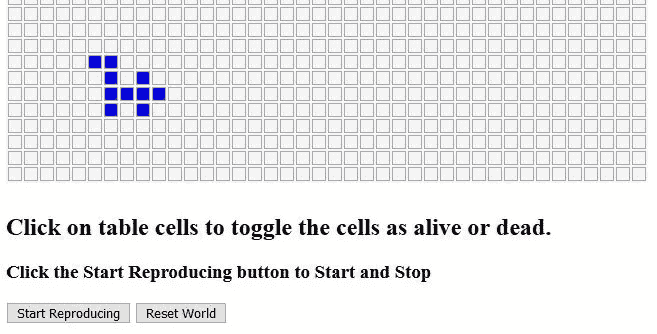 Click on table cells to toggle the cells as alive or dead.
Click the Start Reproducing button to Start and Stop
Start Reproducing Reset World